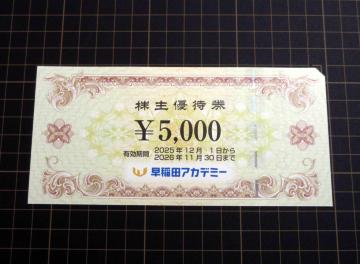 株主優待券
￥5,000
有効期間 2025年12月 1日から
2026年11月30日まで
早稲田アカデミー